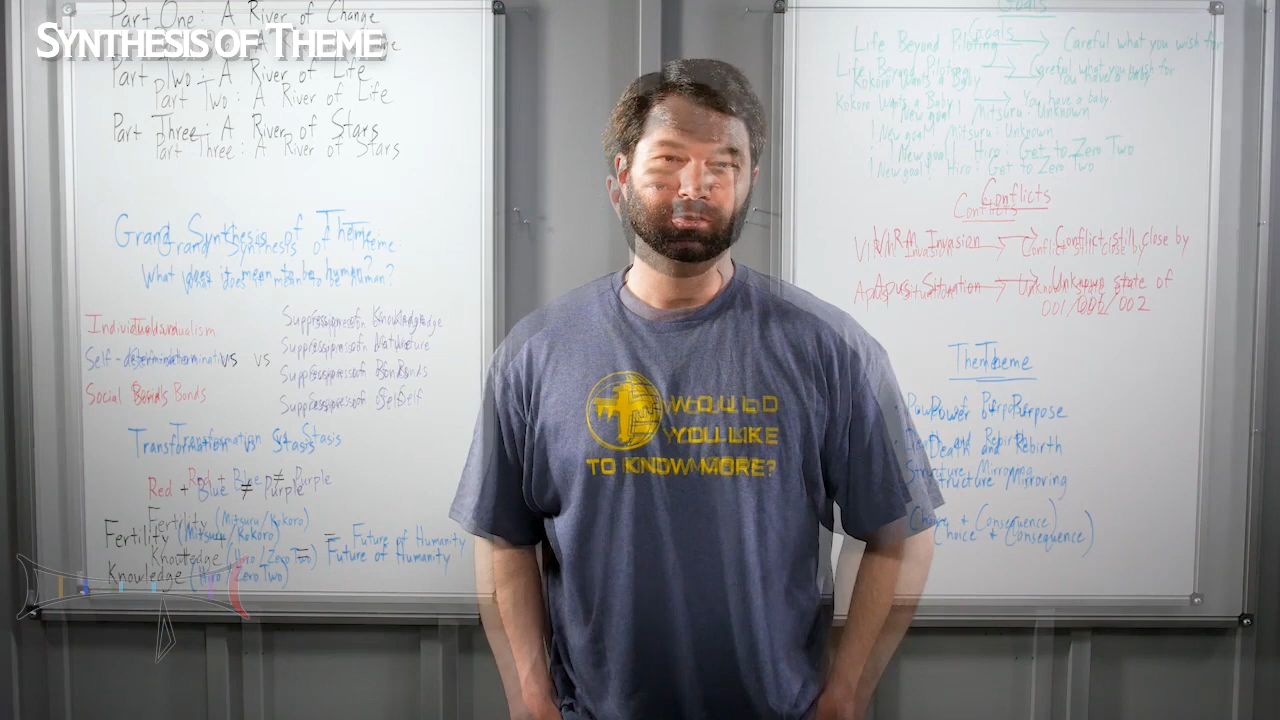 SYNTHESIS OF THEME
Part One: A River of Change
Part Two: A River of Life
Part Three: A River of Stars
Grand Synthesis of Theme
What does it mean to be human?
Individualism
Self-determination
Social Bonds
vs
Suppression of Knowledge
Suppression of Nature
Suppression of Bonds
Suppression of Self
Transformation vs Stasis
Red + Blue ≠ Purple
Fertility (Mitsuru/Kokoro)
Knowledge (Hiro/Zero Two)
= Future of Humanity
WOULD
YOU LIKE
TO KNOW MORE?
Goals
Life Beyond Piloting → Careful what you wish for
Kokoro Wants a Baby → You have a baby
! New goal! Mitsuru: Unknown
! New goal! Hiro: Get to Zero Two
Conflicts
VIRM Invasion → Conflict still close by
Apus Situation → Unknown state of
001/002
Theme
Power of Purpose
Death and Rebirth
Structure Mirroring
(Choice & Consequence)